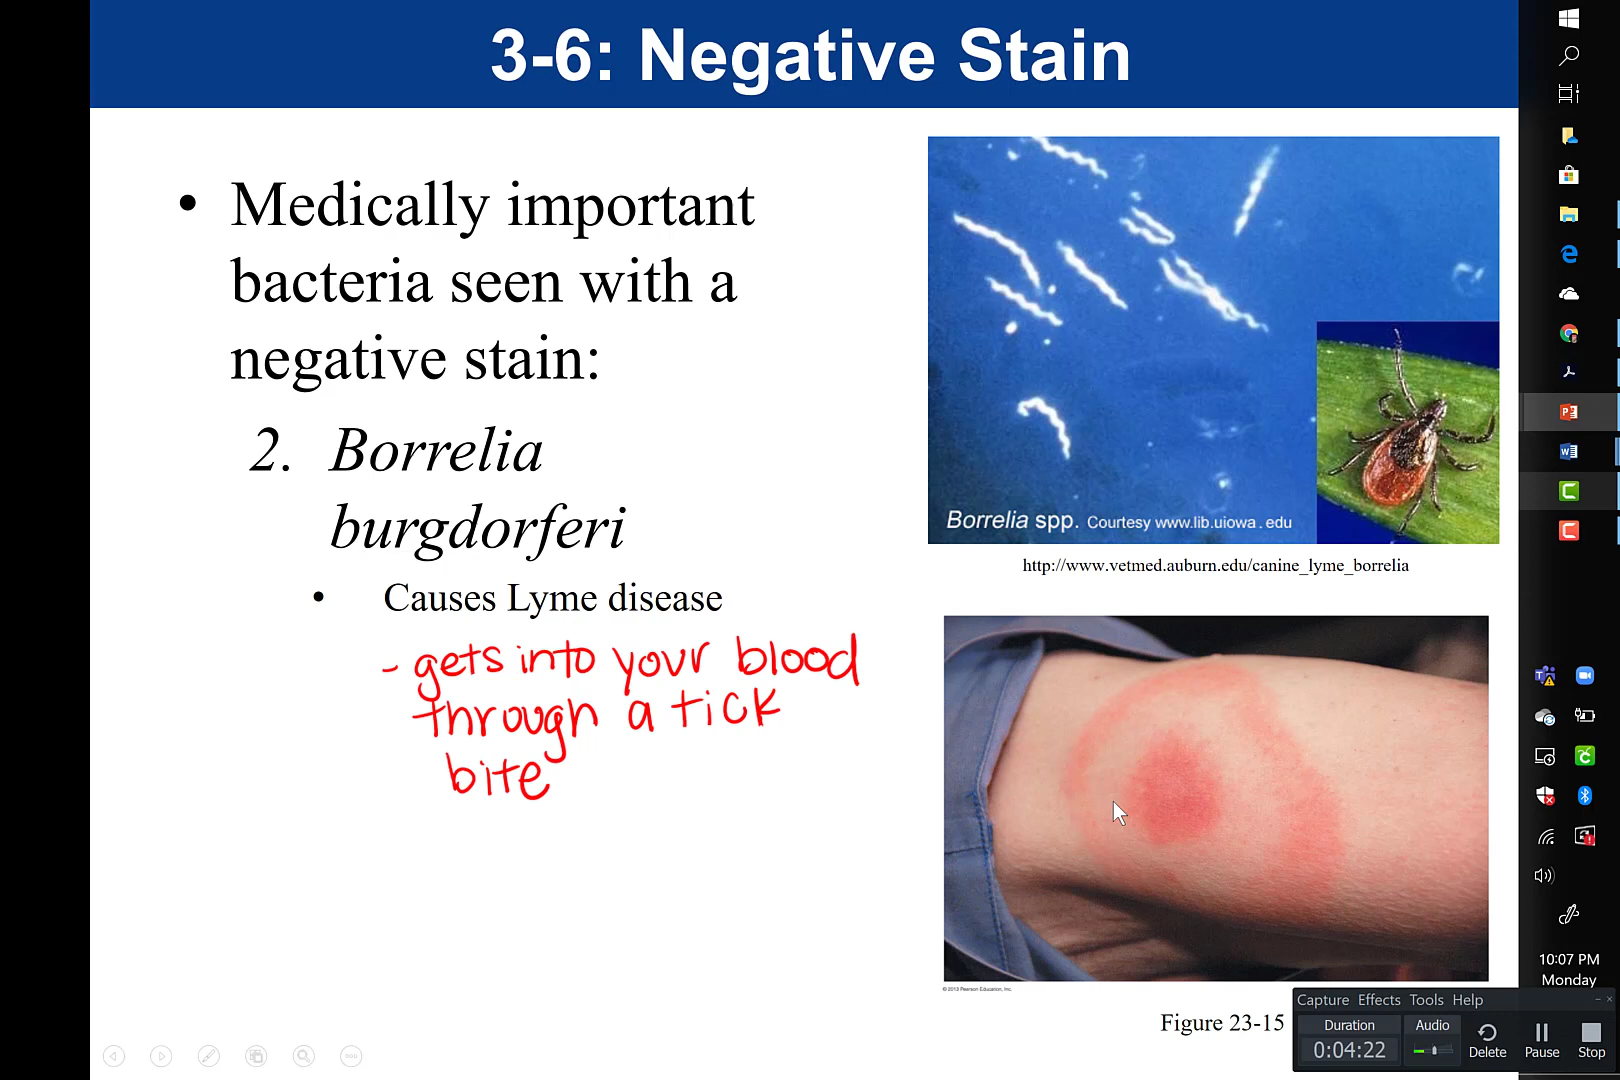 3-6: Negative Stain
• Medically important
bacteria seen with a
negative stain:
2. Borrelia
burgdorferi
• Causes Lyme disease
- gets into your blood
through a tick
bite
Borrelia spp. Courtesy www.lib.uiowa.edu
http://www.vetmed.auburn.edu/canine_lyme_borrelia
© 2013 Pearson Education, Inc.
Figure 23-15
10:07 PM
Monday
Capture Effects Tools Help
Duration
0:04:22
Audio
Delete
Pause
Stop